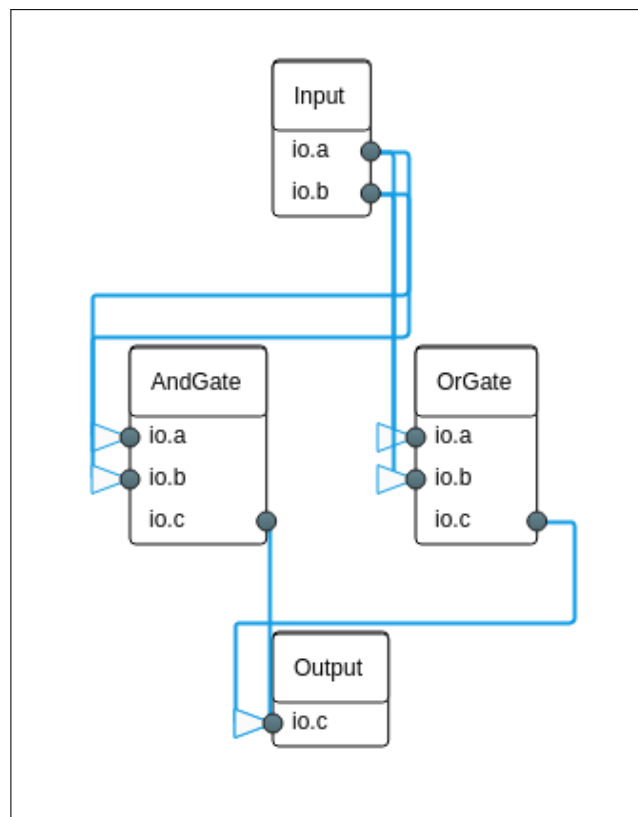 Input
io.a
io.b
AndGate
io.a
io.b
io.c
OrGate
io.a
io.b
io.c
Output
io.c